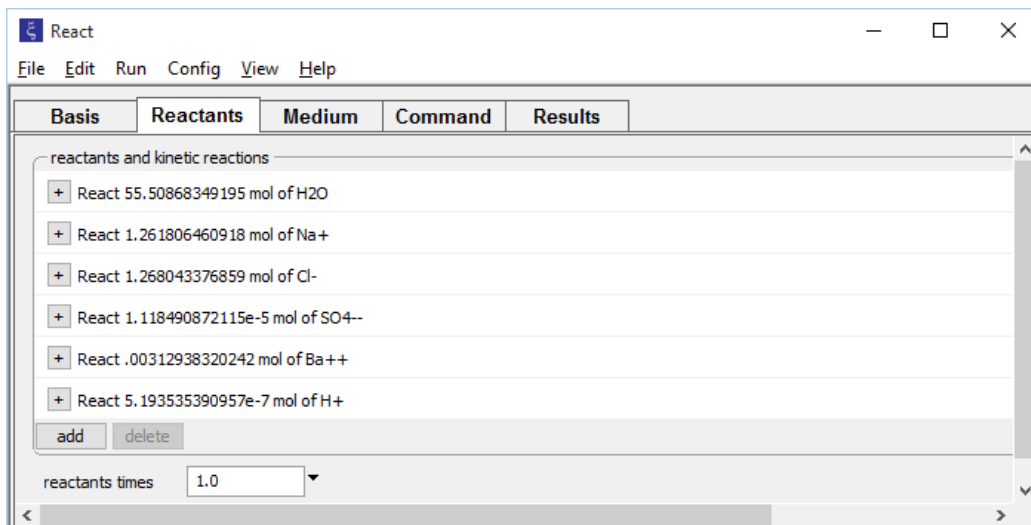 ξ React
File Edit Run Config View Help
Basis Reactants Medium Command Results
reactants and kinetic reactions
+ React 55.50868349195 mol of H2O
+ React 1.261806460918 mol of Na+
+ React 1.268043376859 mol of Cl-
+ React 1.118490872115e-5 mol of SO4--
+ React .00312938320242 mol of Ba++
+ React 5.193535390957e-7 mol of H+
add delete
reactants times 1.0